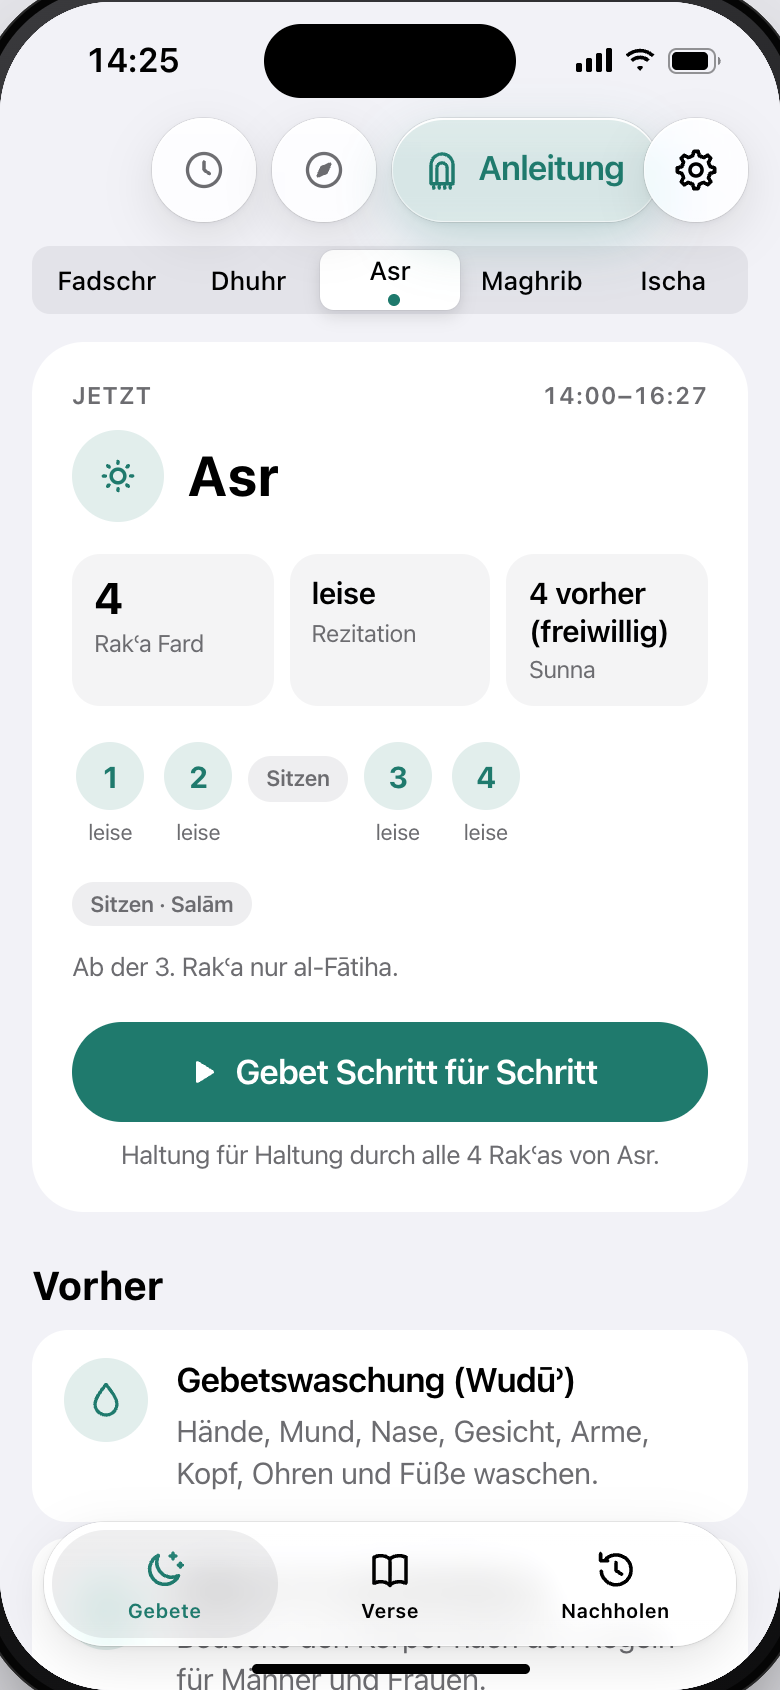 14:25
Anleitung
Fadschr Dhuhr Asr Maghrib Ischa
JETZT 14:00–16:27
Asr
4
Rakʿa Fard
leise
Rezitation
4 vorher
(freiwillig)
Sunna
1 2 Sitzen 3 4
leise leise leise leise
Sitzen · Salām
Ab der 3. Rakʿa nur al-Fātiha.
Gebet Schritt für Schritt
Haltung für Haltung durch alle 4 Rakʿas von Asr.
Vorher
Gebetswaschung (Wudūʾ)
Hände, Mund, Nase, Gesicht, Arme,
Kopf, Ohren und Füße waschen.
Gebete Verse Nachholen
für Männer und Frauen.